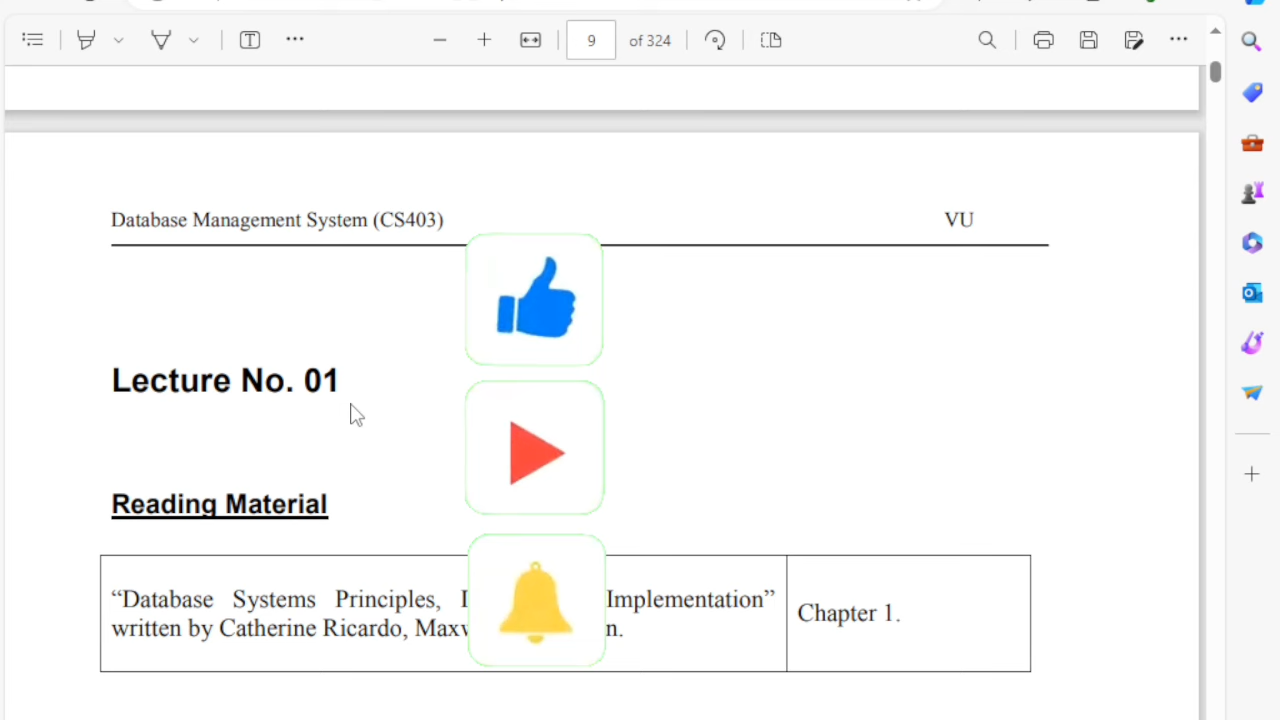 9 of 324
Database Management System (CS403) VU
Lecture No. 01
Reading Material
“Database Systems Principles, Implementation”
written by Catherine Ricardo,
Chapter 1.